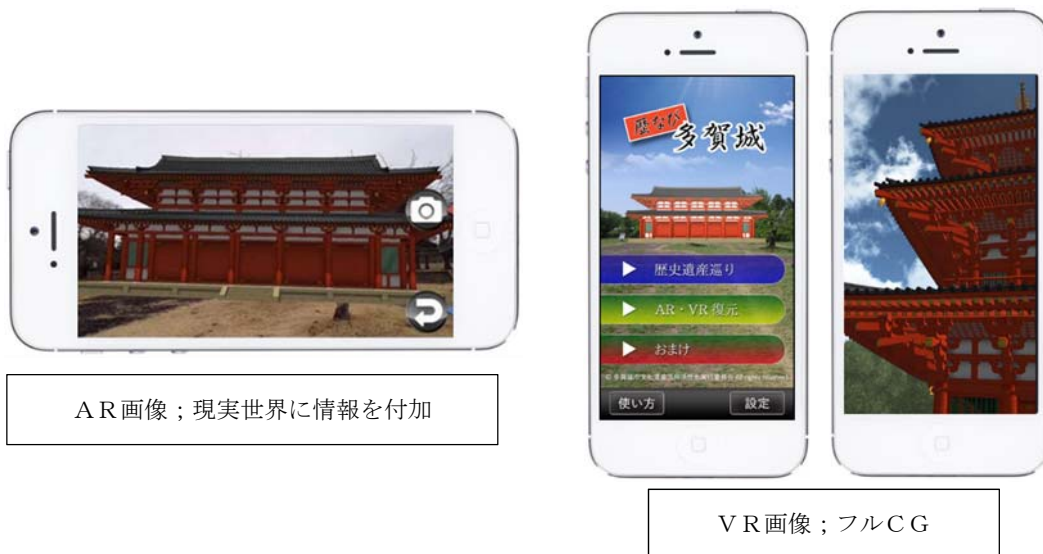 歴なび
多賀城
歴史遺産巡り
AR・VR復元
おまけ
使い方
設定
AR画像;現実世界に情報を付加
VR画像;フルCG